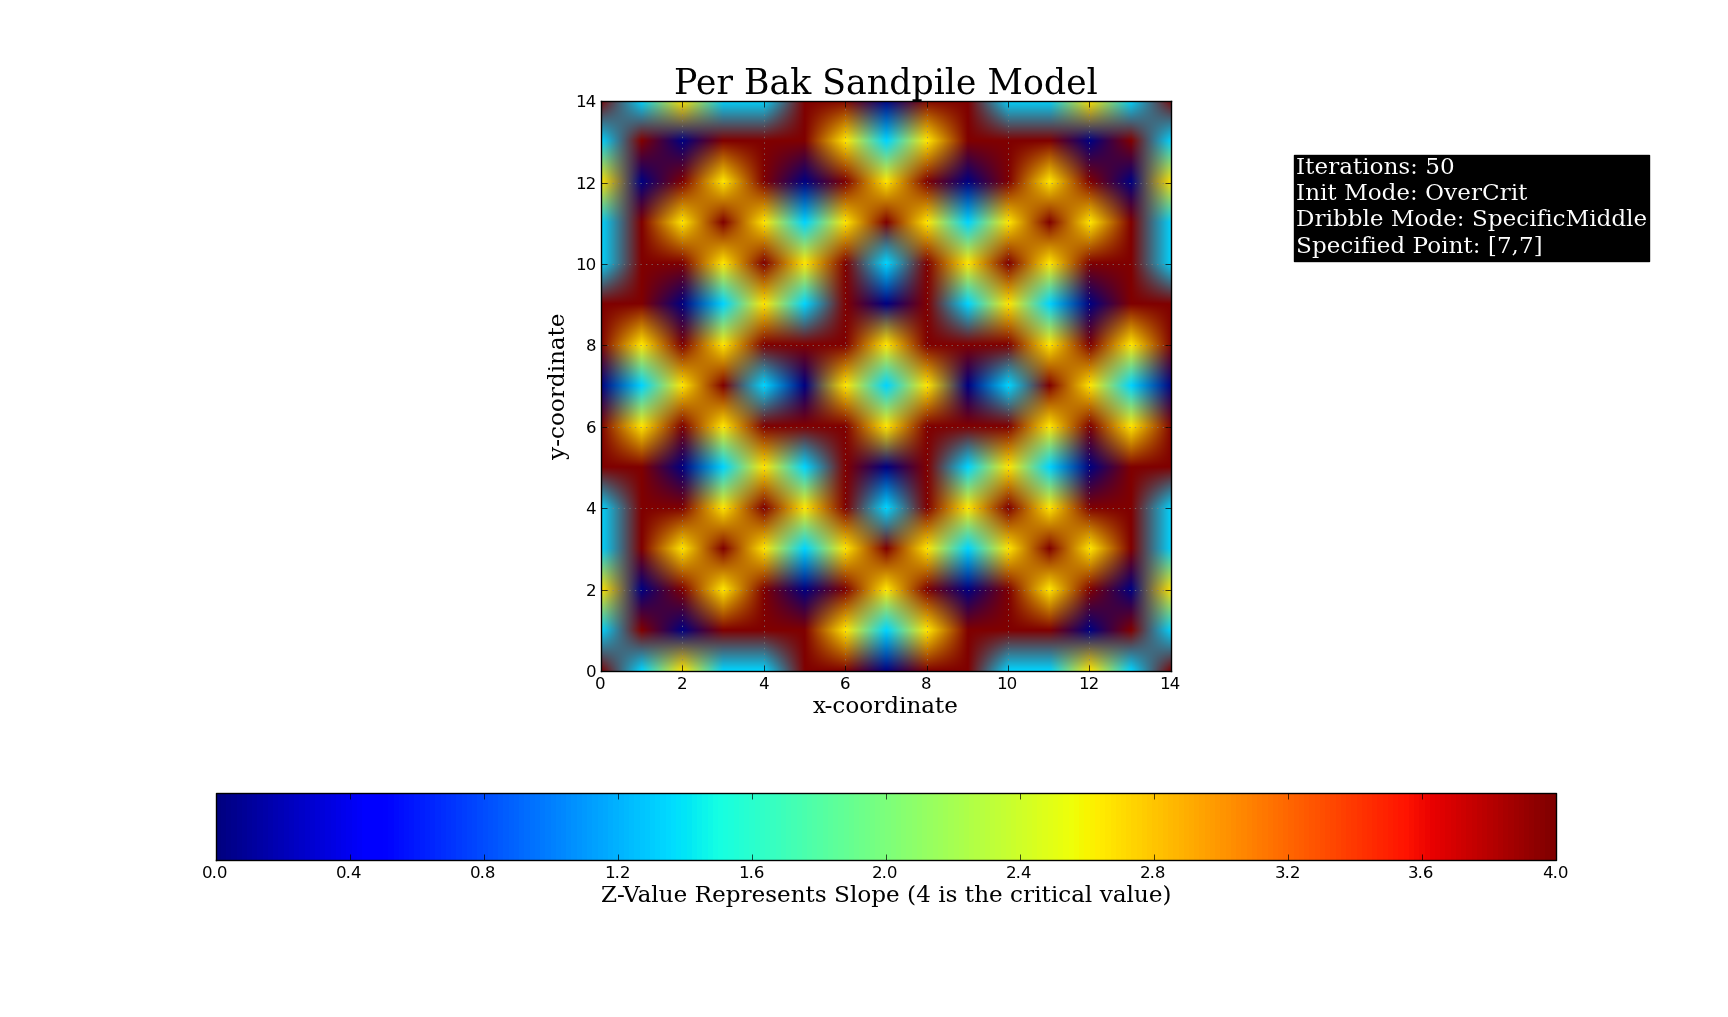 Per Bak Sandpile Model
Iterations: 50
Init Mode: OverCrit
Dribble Mode: SpecificMiddle
Specified Point: [7,7]
y-coordinate
14
12
10
8
6
4
2
0
0 2 4 6 8 10 12 14
x-coordinate
0.0 0.4 0.8 1.2 1.6 2.0 2.4 2.8 3.2 3.6 4.0
Z-Value Represents Slope (4 is the critical value)